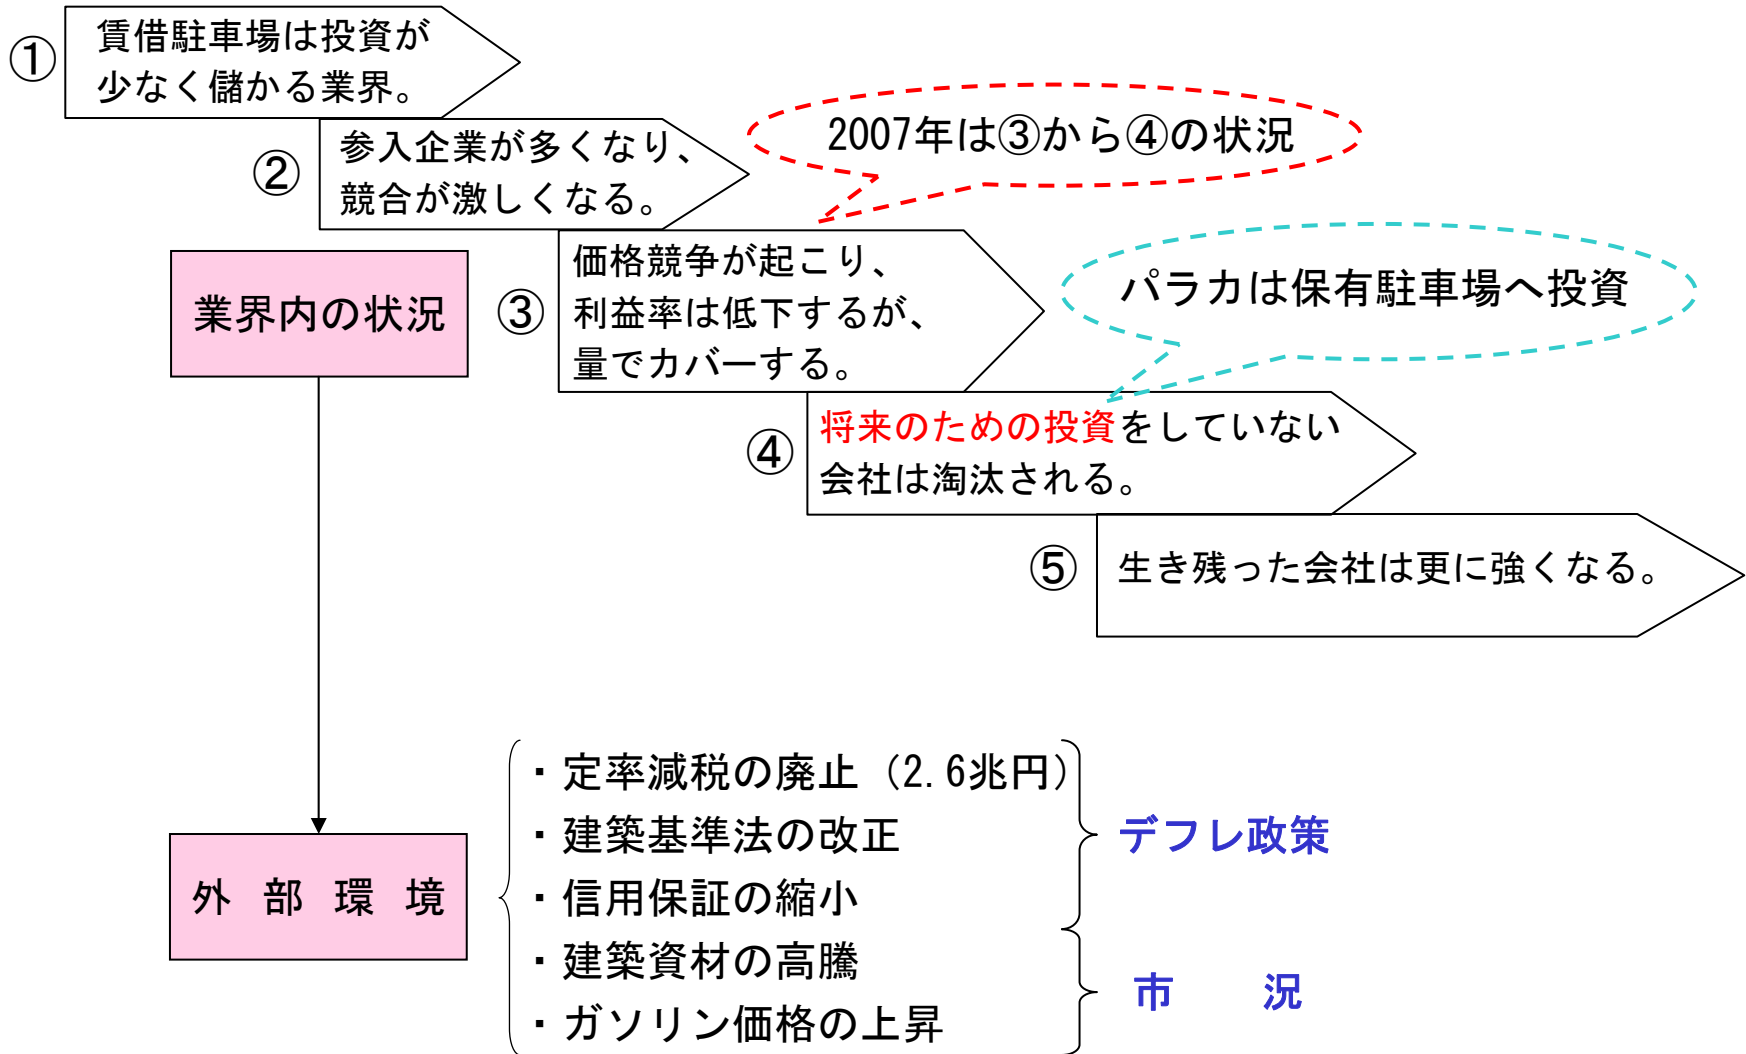 ①
賃借駐車場は投資が
少なく儲かる業界。
②
参入企業が多くなり、
競合が激しくなる。
2007年は③から④の状況
業界内の状況
③
価格競争が起こり、
利益率は低下するが、
量でカバーする。
パラカは保有駐車場へ投資
④
将来のための投資をしていない
会社は淘汰される。
⑤
生き残った会社は更に強くなる。
外部環境
・定率減税の廃止（2.6兆円）
・建築基準法の改正
・信用保証の縮小
・建築資材の高騰
・ガソリン価格の上昇
デフレ政策
市況